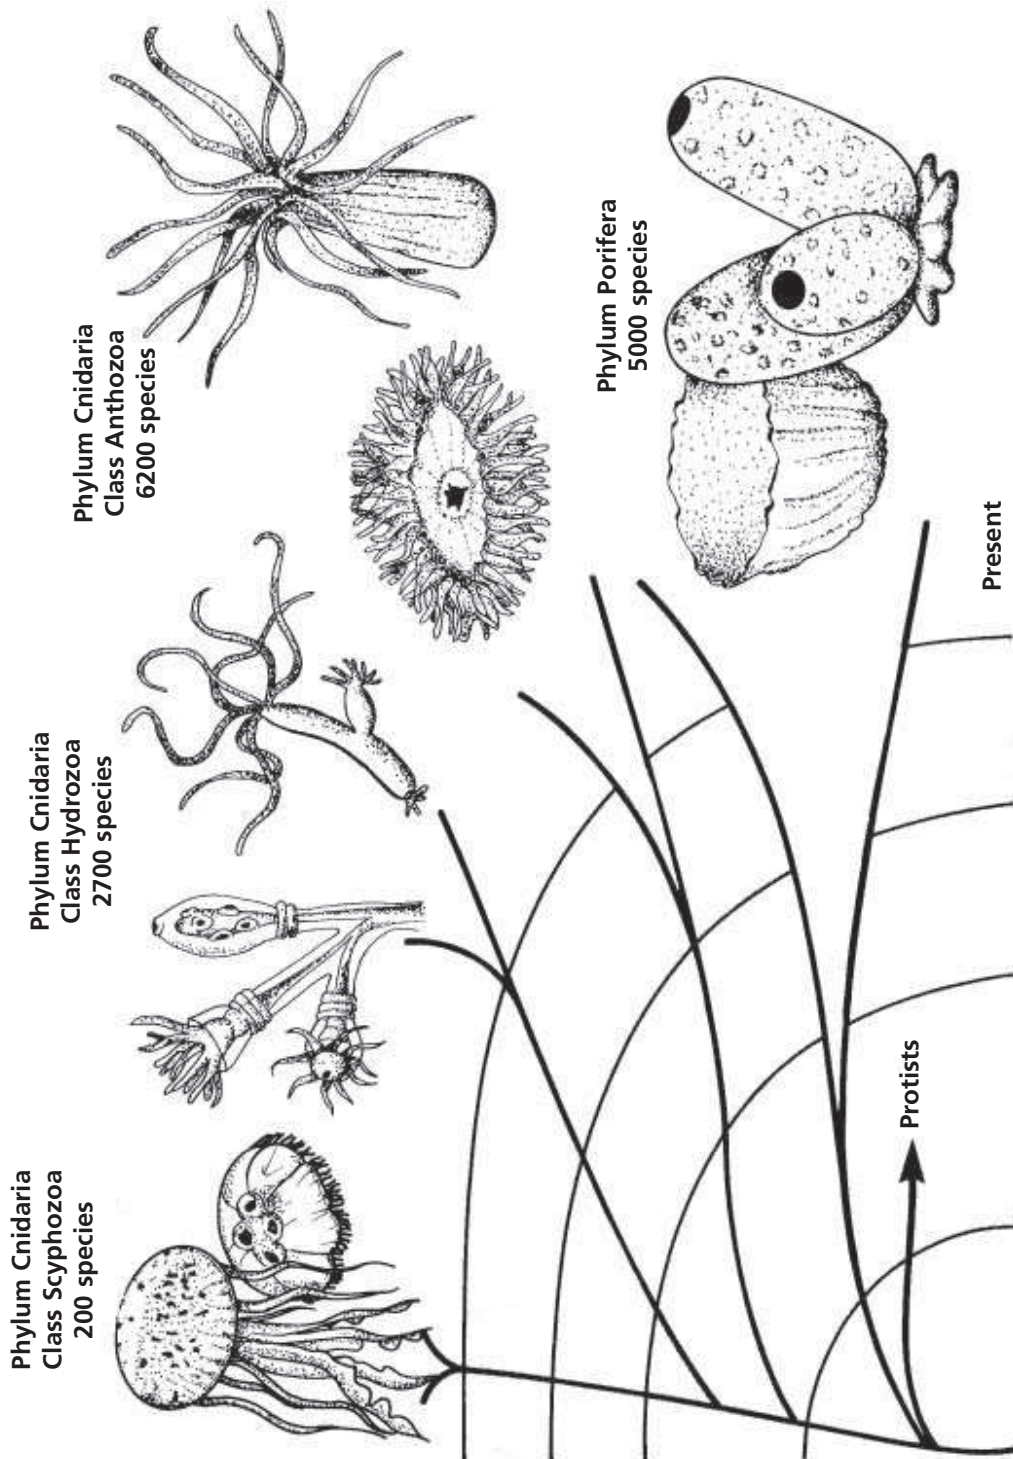 Phylum Cnidaria
Class Scyphozoa
200 species
Phylum Cnidaria
Class Hydrozoa
2700 species
Phylum Cnidaria
Class Anthozoa
6200 species
Phylum Porifera
5000 species
Protists
Present